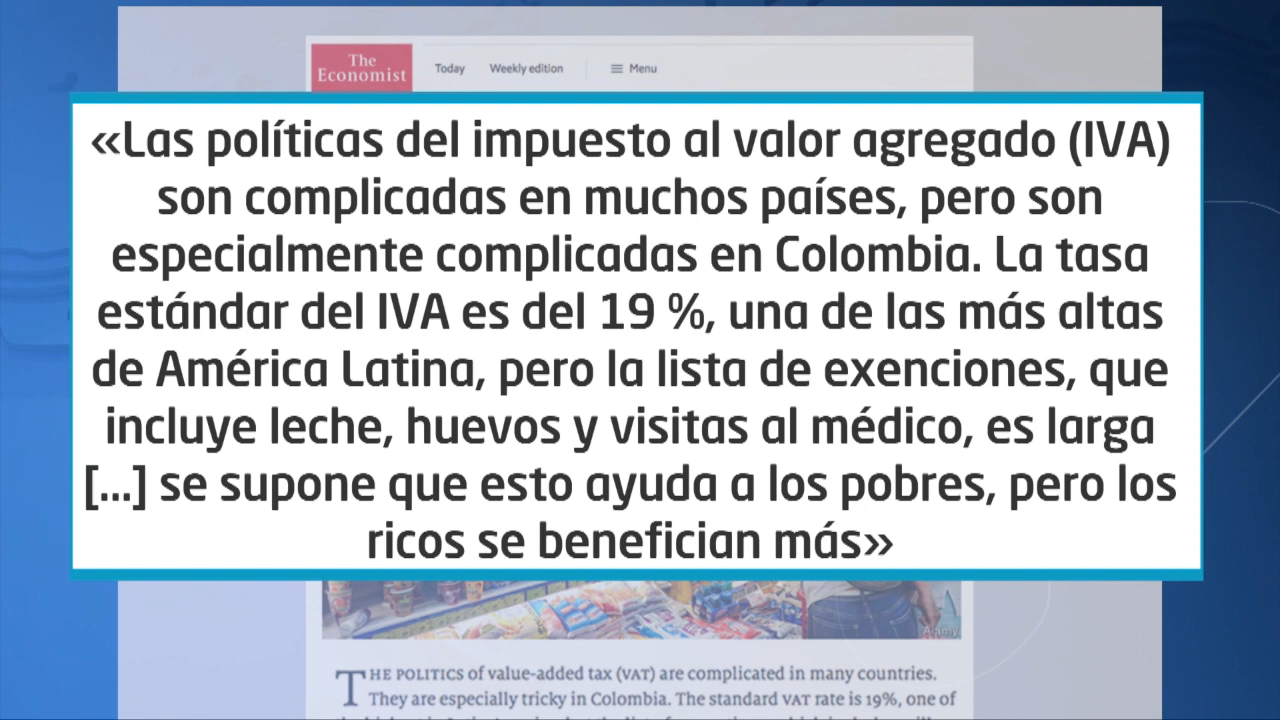 The
Economist
Today Weekly edition Menu
«Las políticas del impuesto al valor agregado (IVA)
son complicadas en muchos países, pero son
especialmente complicadas en Colombia. La tasa
estándar del IVA es del 19 %, una de las más altas
de América Latina, pero la lista de exenciones, que
incluye leche, huevos y visitas al médico, es larga
[...] se supone que esto ayuda a los pobres, pero los
ricos se benefician más»
Alamy
THE POLITICS of value-added tax (VAT) are complicated in many countries.
They are especially tricky in Colombia. The standard VAT rate is 19%, one of